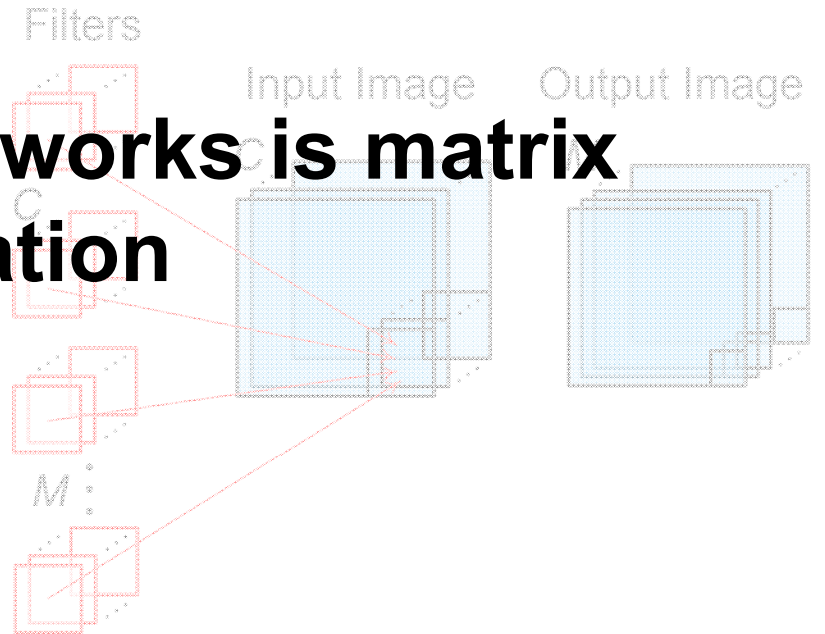 Filters
Input Image
Output Image
works is matrix
C
C
ation
M